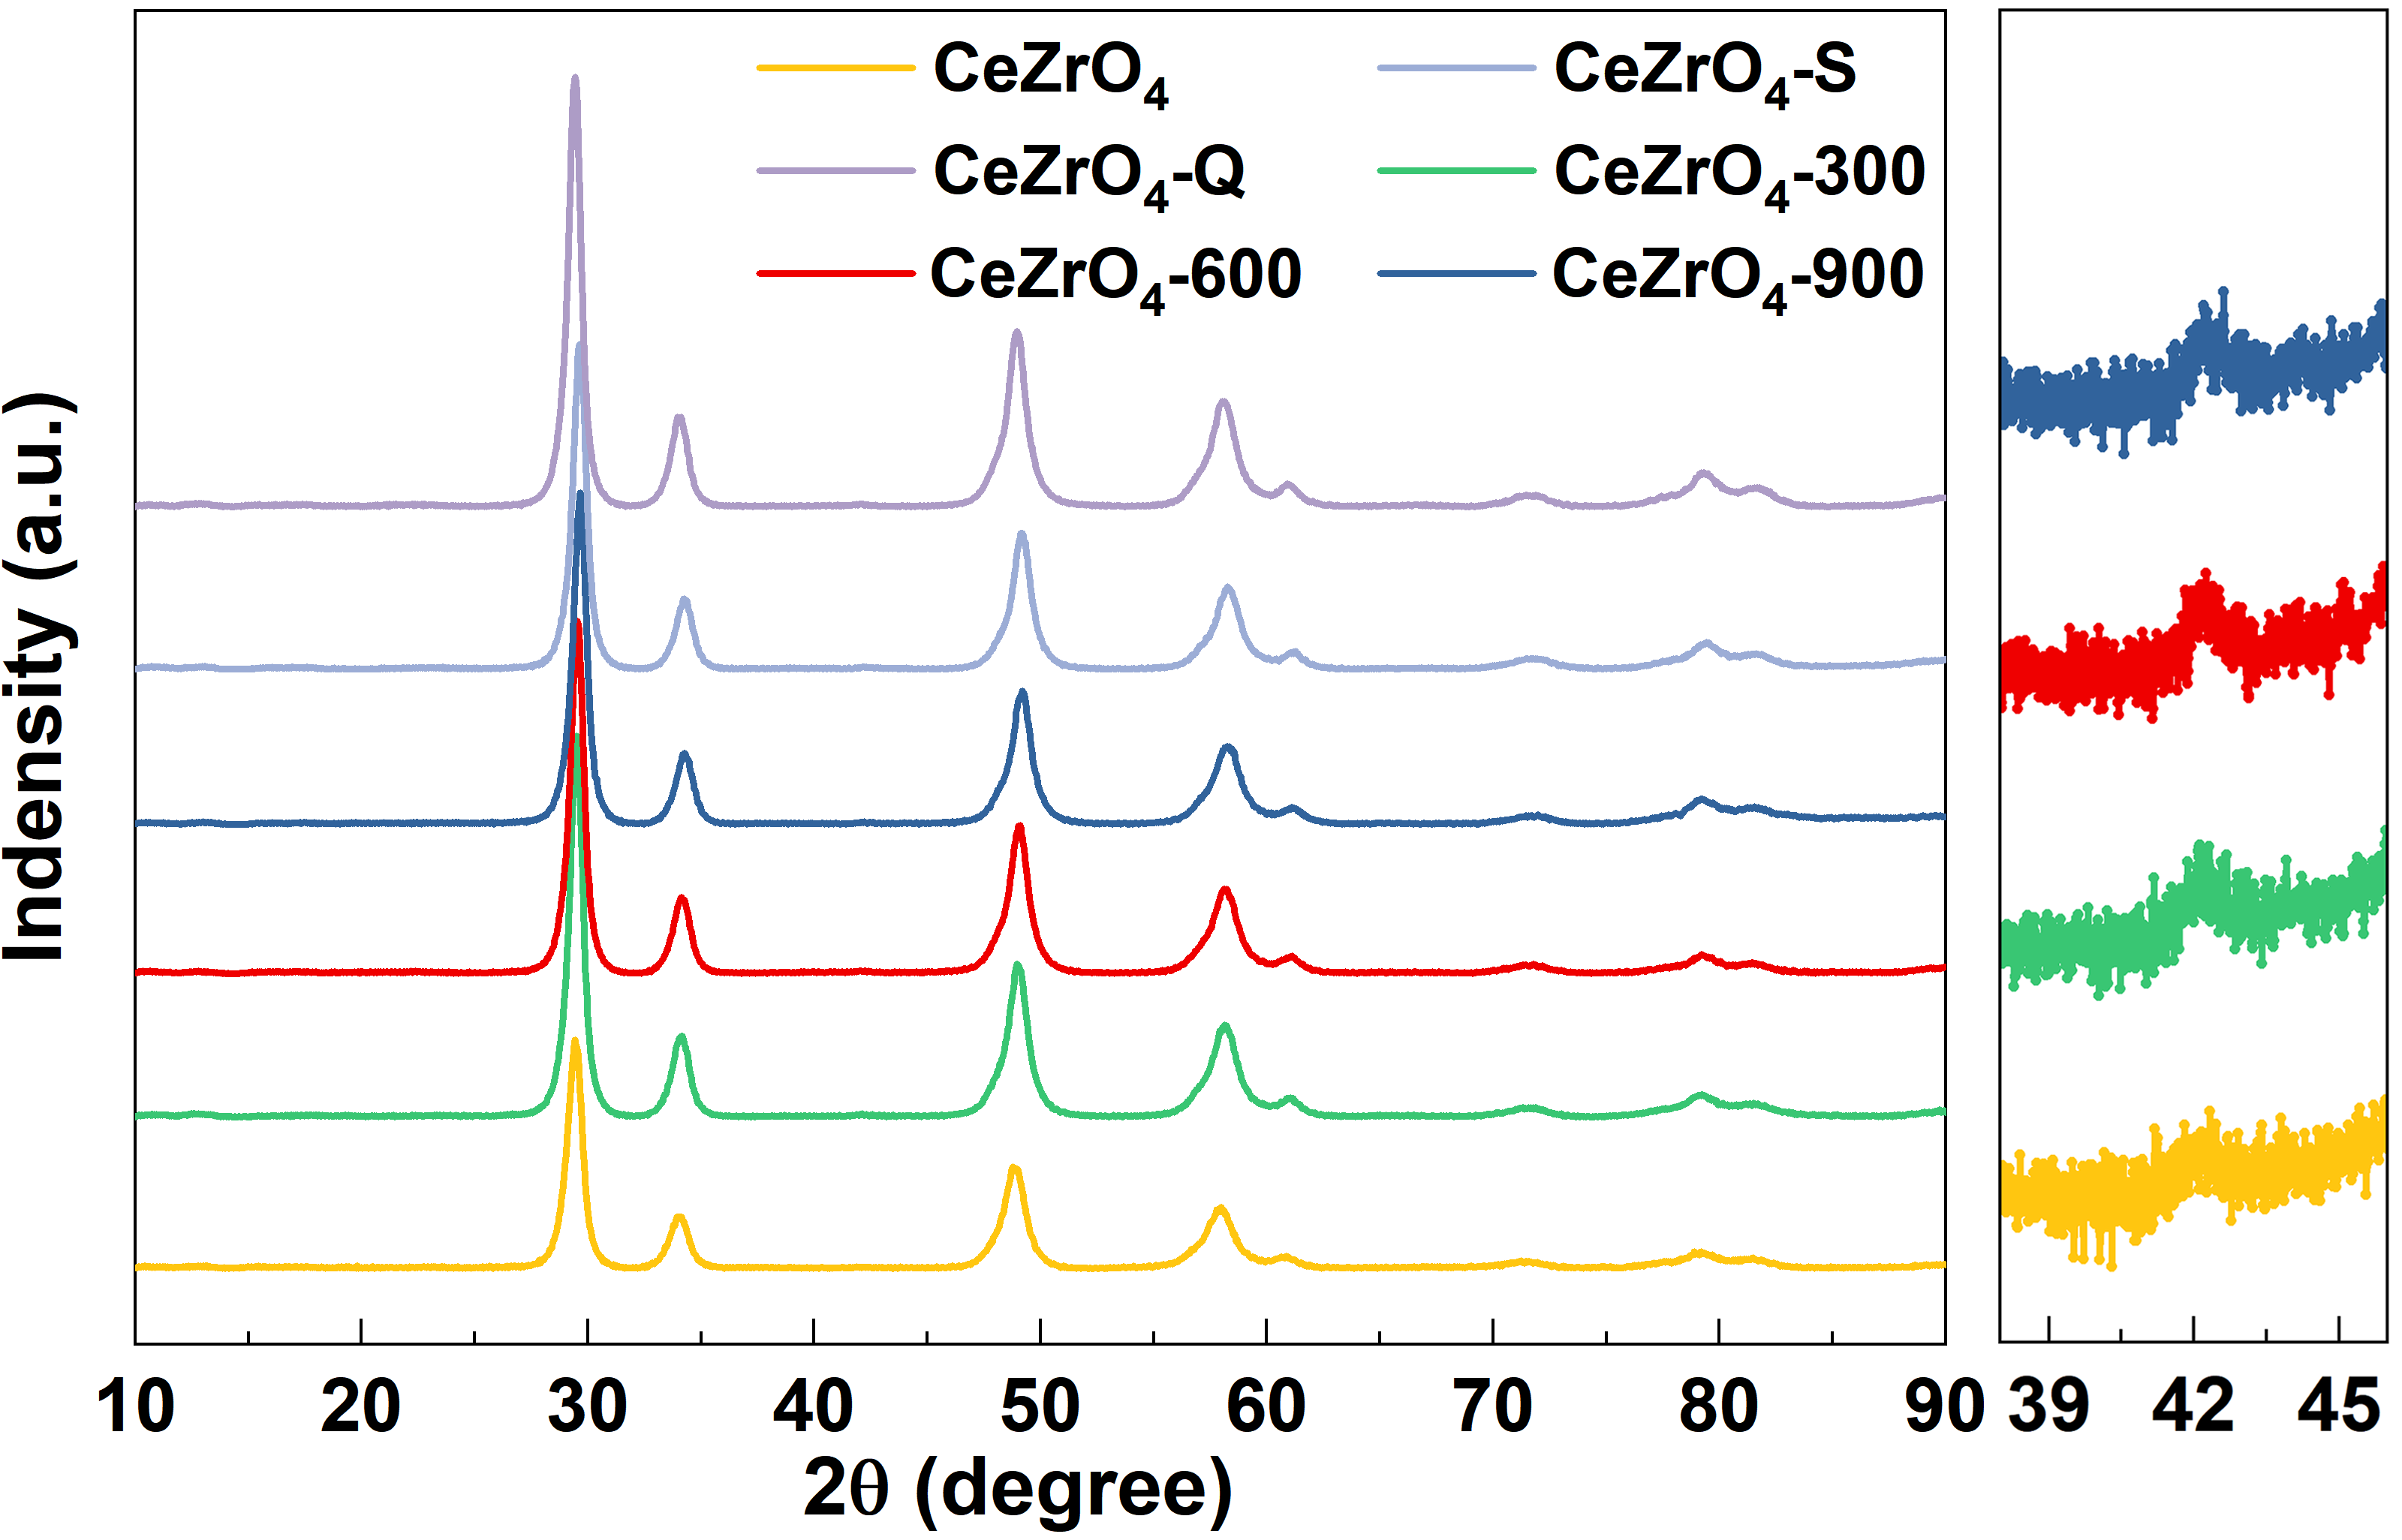 CeZrO₄ CeZrO₄-S
CeZrO₄-Q CeZrO₄-300
CeZrO₄-600 CeZrO₄-900
Indensity (a.u.)
10 20 30 40 50 60 70 80 90 39 42 45
2θ (degree)